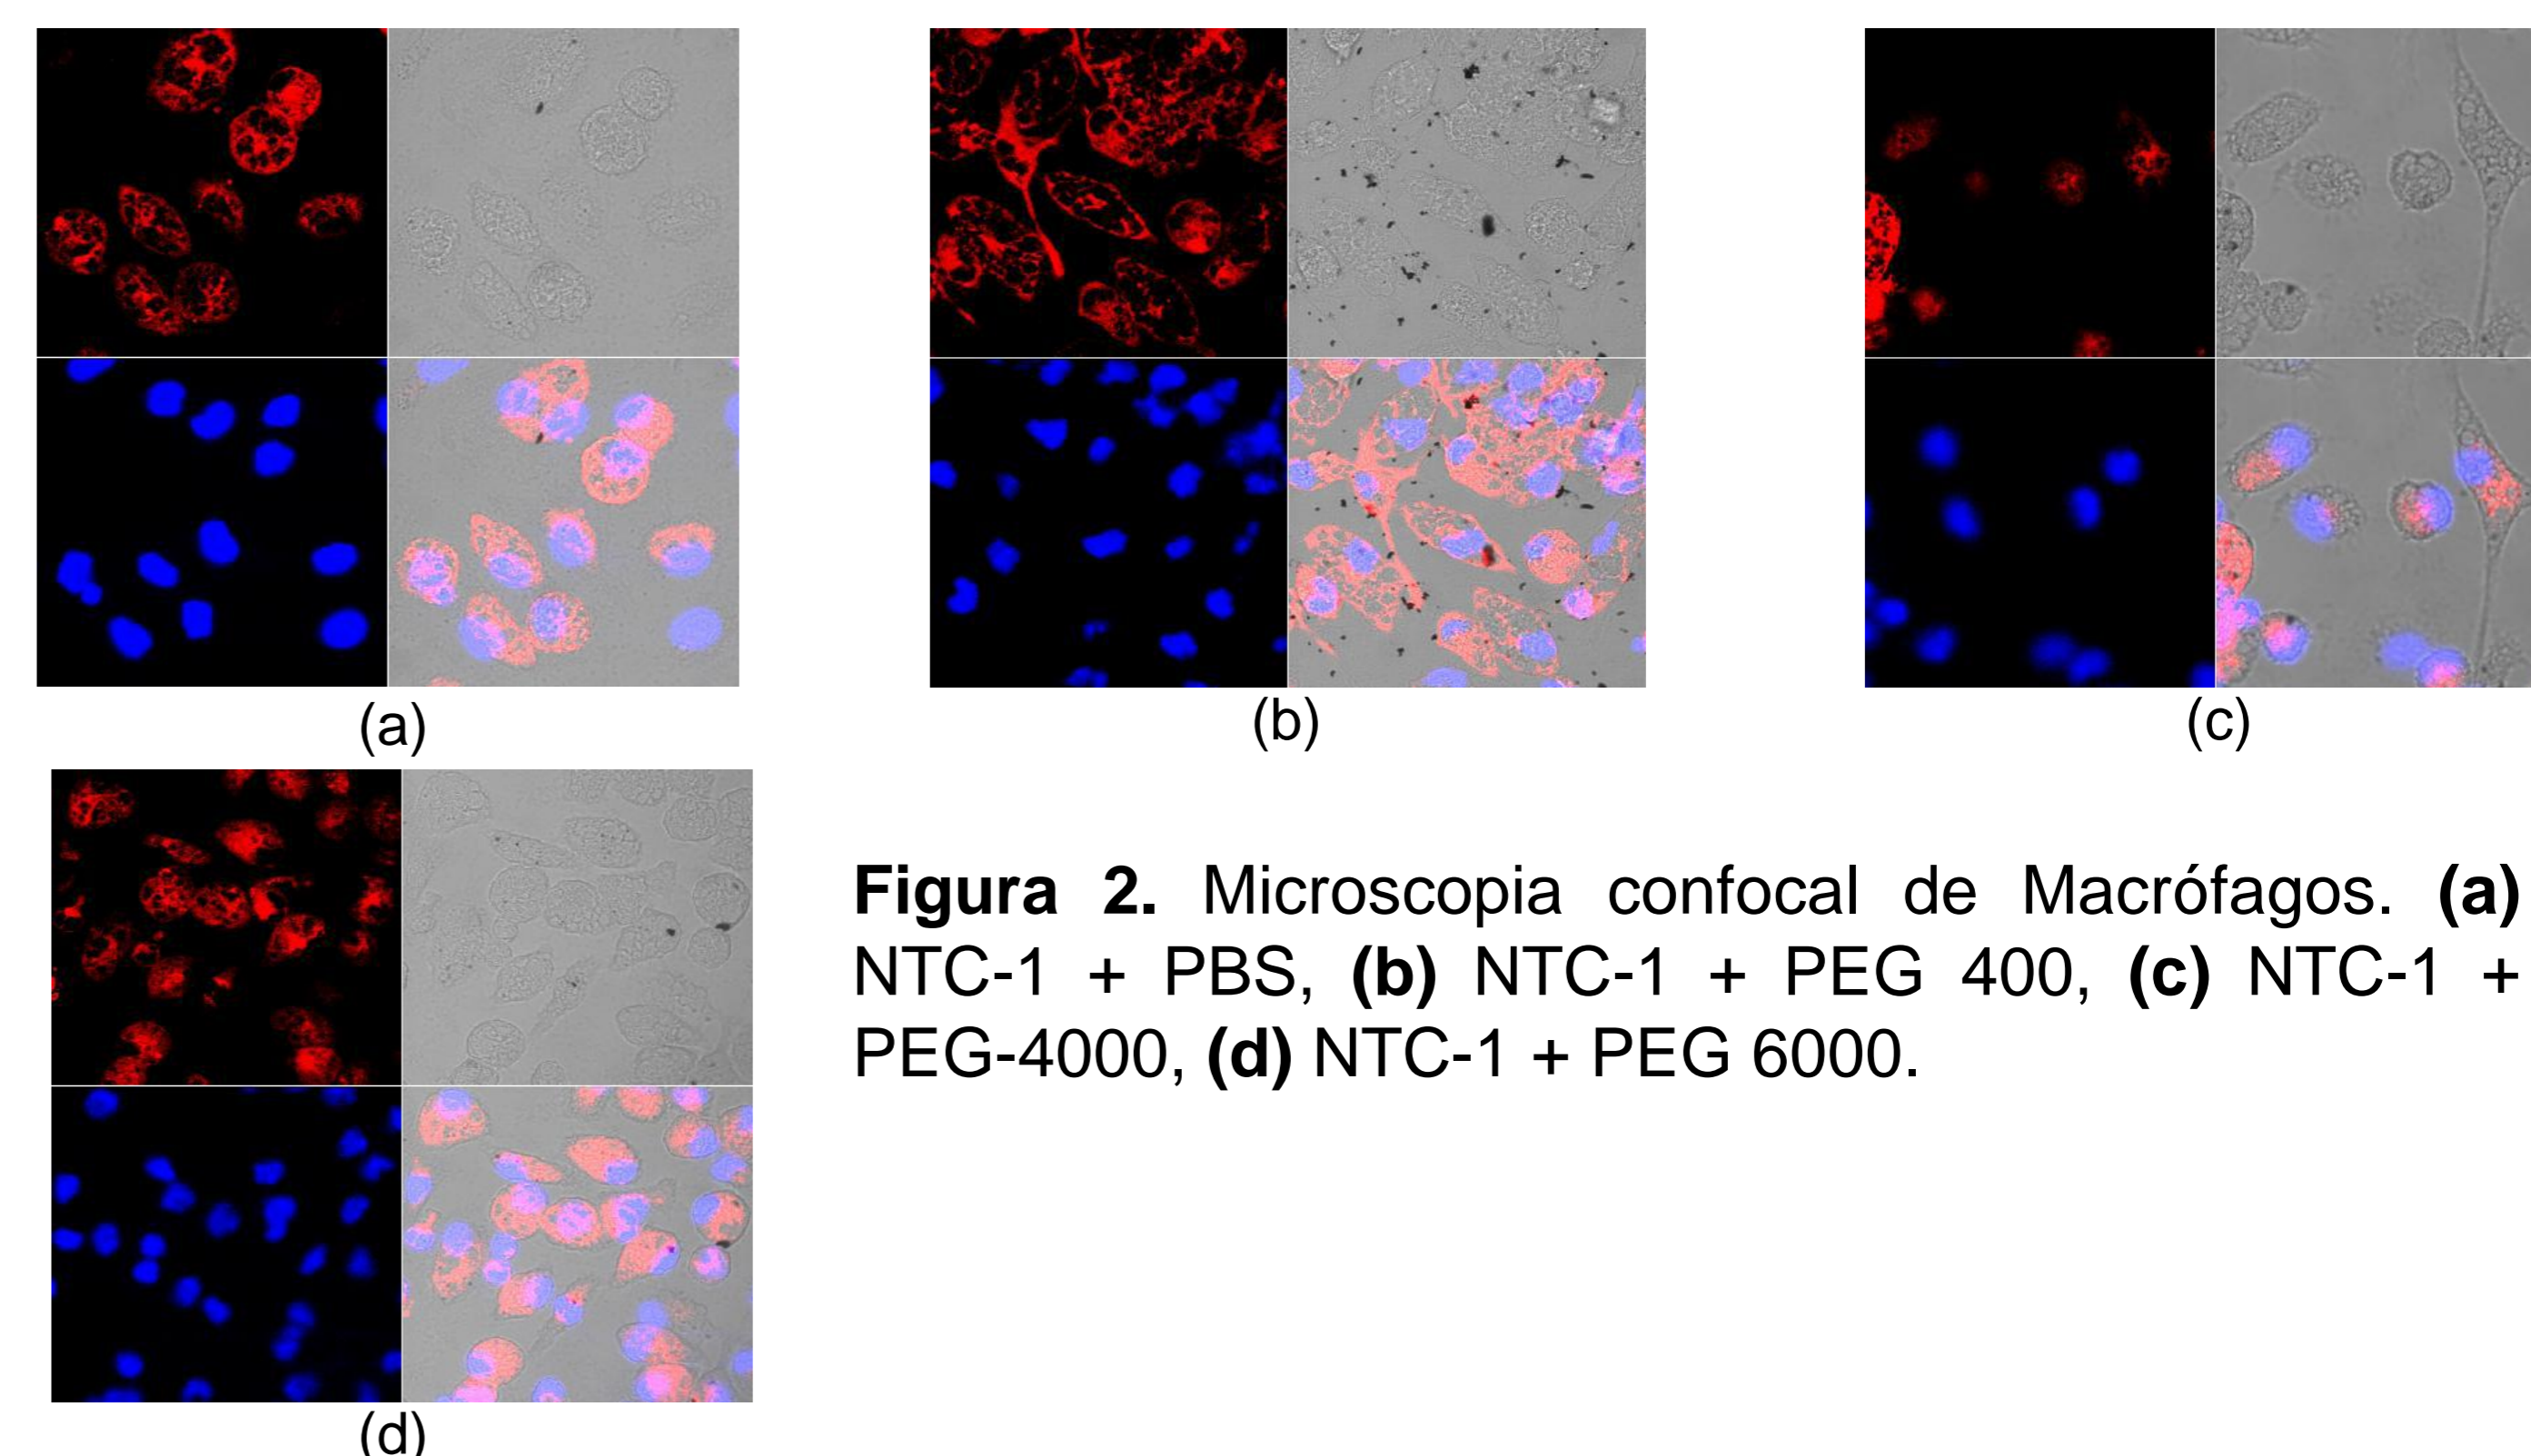 (a)
(b)
(c)
(d)
Figura 2. Microscopia confocal de Macrófagos. (a)
NTC-1 + PBS, (b) NTC-1 + PEG 400, (c) NTC-1 +
PEG-4000, (d) NTC-1 + PEG 6000.